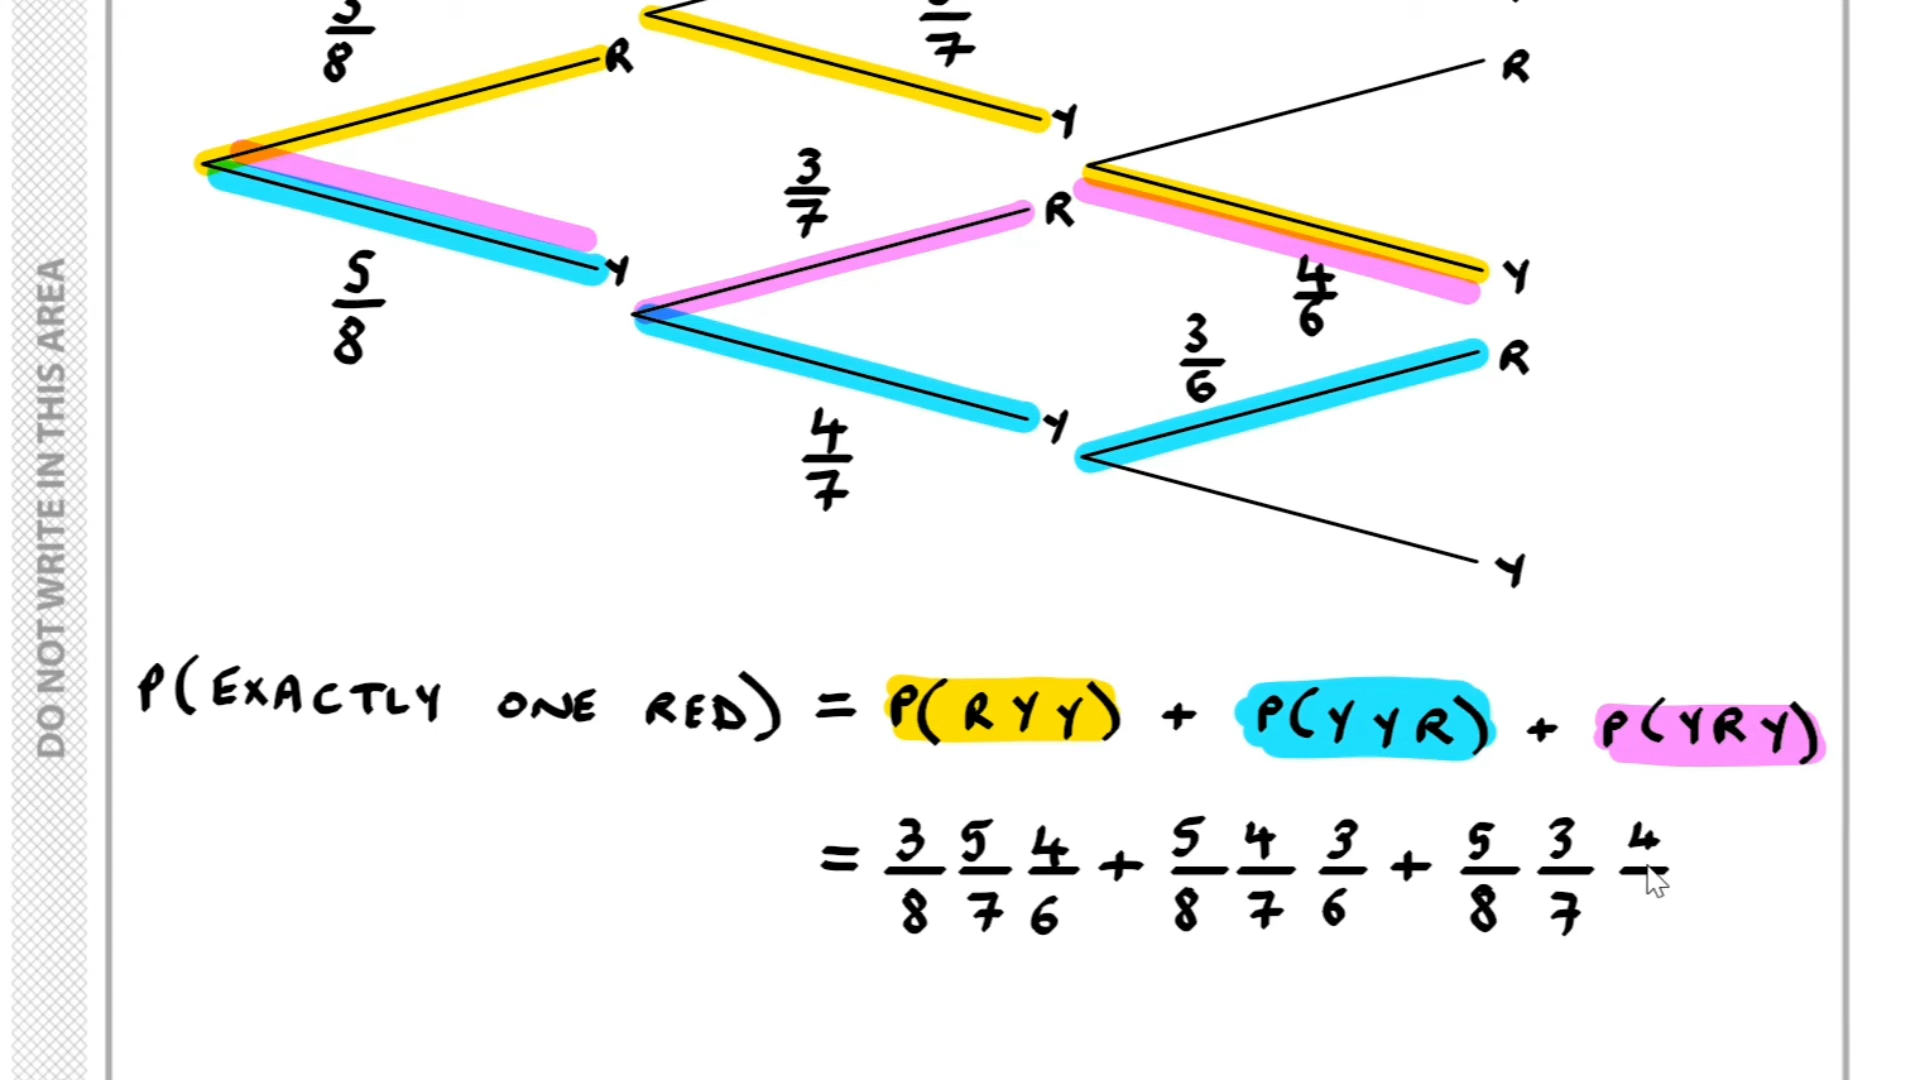 3/8
R
/7
Y
R
3/7
R
Y
5/8
Y
4/6
3/6
R
4/7
Y
Y
P(EXACTLY ONE RED) = P(RYY) + P(YYR) + P(YRY)
= 3/8 5/7 4/6 + 5/8 4/7 3/6 + 5/8 3/7 4/
DO NOT WRITE IN THIS AREA